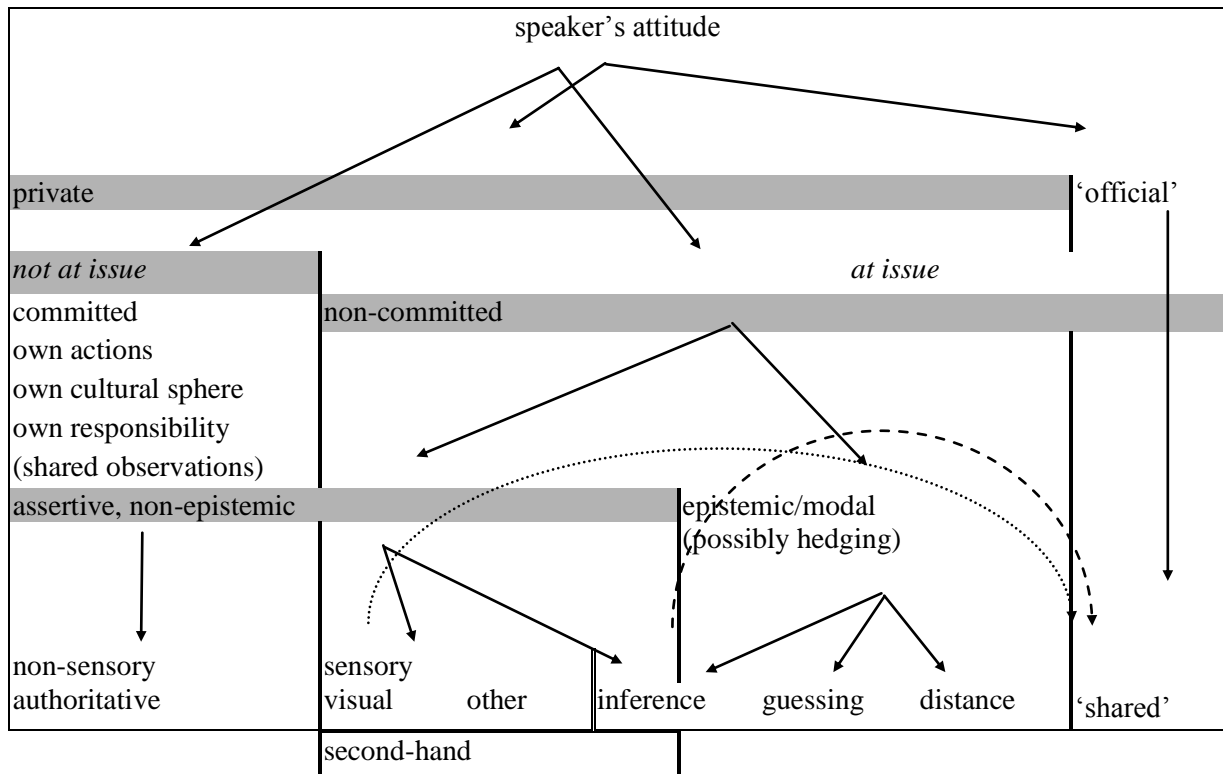 speaker’s attitude
private ‘official’
not at issue at issue
committed non-committed
own actions
own cultural sphere
own responsibility
(shared observations)
assertive, non-epistemic epistemic/modal
(possibly hedging)
non-sensory sensory
authoritative visual other inference guessing distance ‘shared’
second-hand